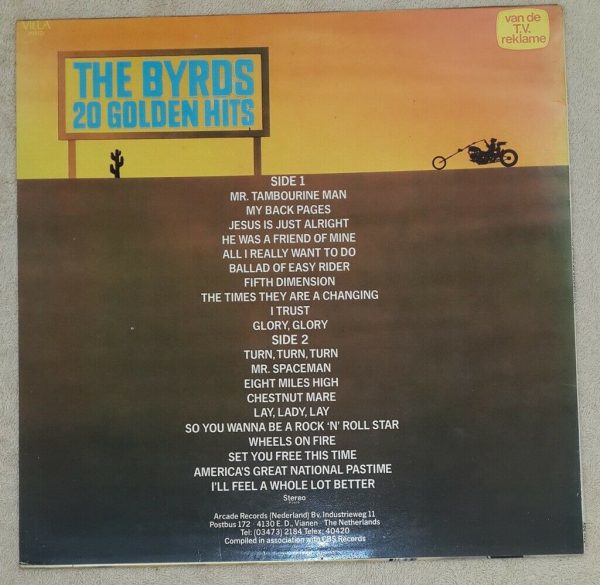 VILLA
van de
T.V.
reklame
THE BYRDS
20 GOLDEN HITS
SIDE 1
MR. TAMBOURINE MAN
MY BACK PAGES
JESUS IS JUST ALRIGHT
HE WAS A FRIEND OF MINE
ALL I REALLY WANT TO DO
BALLAD OF EASY RIDER
FIFTH DIMENSION
THE TIMES THEY ARE A CHANGING
I TRUST
GLORY, GLORY
SIDE 2
TURN, TURN, TURN
MR. SPACEMAN
EIGHT MILES HIGH
CHESTNUT MARE
LAY, LADY, LAY
SO YOU WANNA BE A ROCK 'N' ROLL STAR
WHEELS ON FIRE
SET YOU FREE THIS TIME
AMERICA'S GREAT NATIONAL PASTIME
I'LL FEEL A WHOLE LOT BETTER
Stereo
Arcade Records (Nederland) Bv. Industrieweg 11
Postbus 172 - 4130 E.D., Vianen - The Netherlands
Tel: (03473) 2184 Telex: 40420
Compiled in association with CBS Records